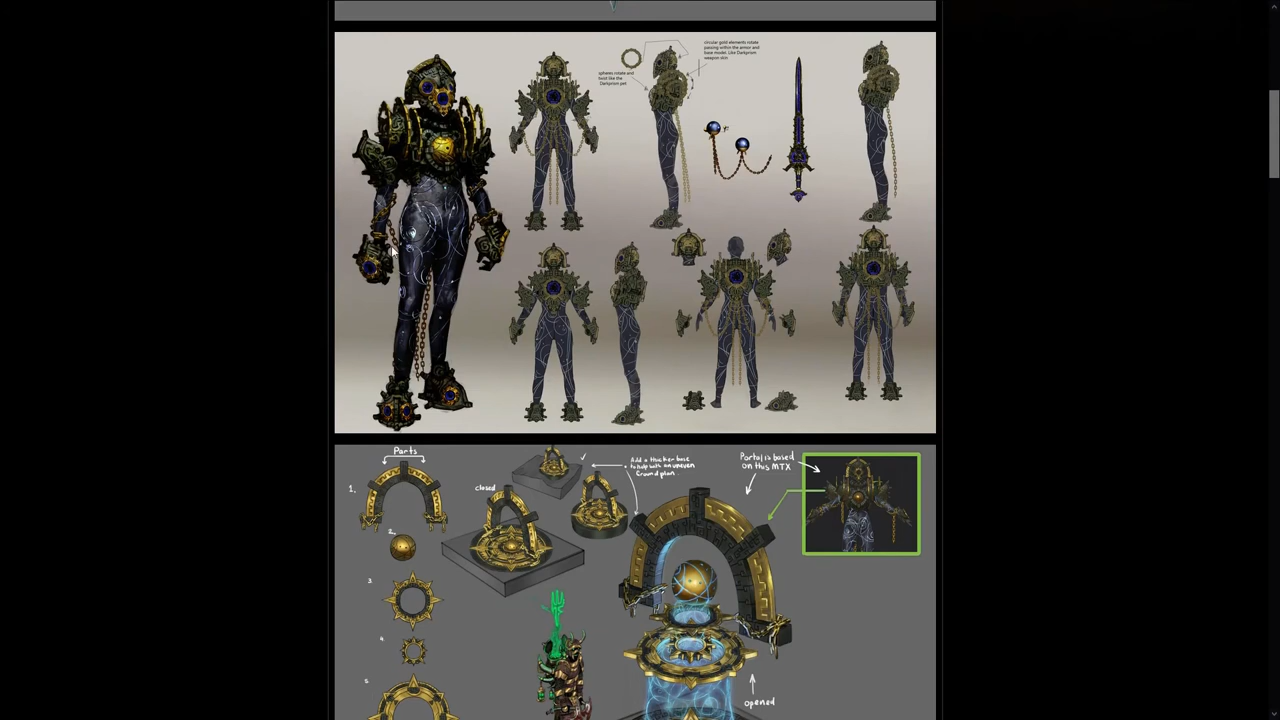 circular gold elements rotate
passing within the armor and
base model. Like Darkprism
weapon skin
spheres rotate and
twist like the
Darkprism pet
Parts
1.
2.
3.
4.
5.
closed
Add a thicker base
to help with an uneven
Ground plan.
Portal is based
on this MTX
opened